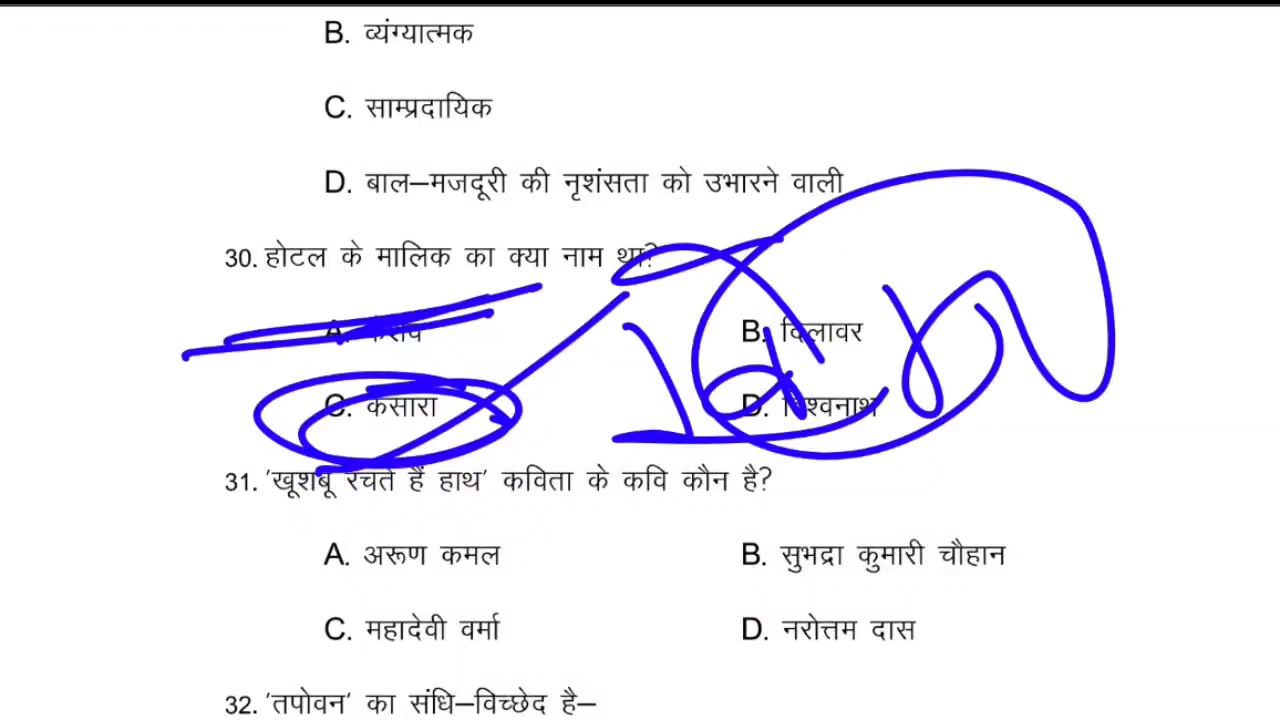 B. व्यंग्यात्मक
C. साम्प्रदायिक
D. बाल–मजदूरी की नृशंसता को उभारने वाली
30. होटल के मालिक का क्या नाम था?
A. B. दिलावर
C. कसारा D. विश्वनाथ
31. 'खूशबू रचते हैं हाथ' कविता के कवि कौन है?
A. अरूण कमल B. सुभद्रा कुमारी चौहान
C. महादेवी वर्मा D. नरोत्तम दास
32. 'तपोवन' का संधि–विच्छेद है–